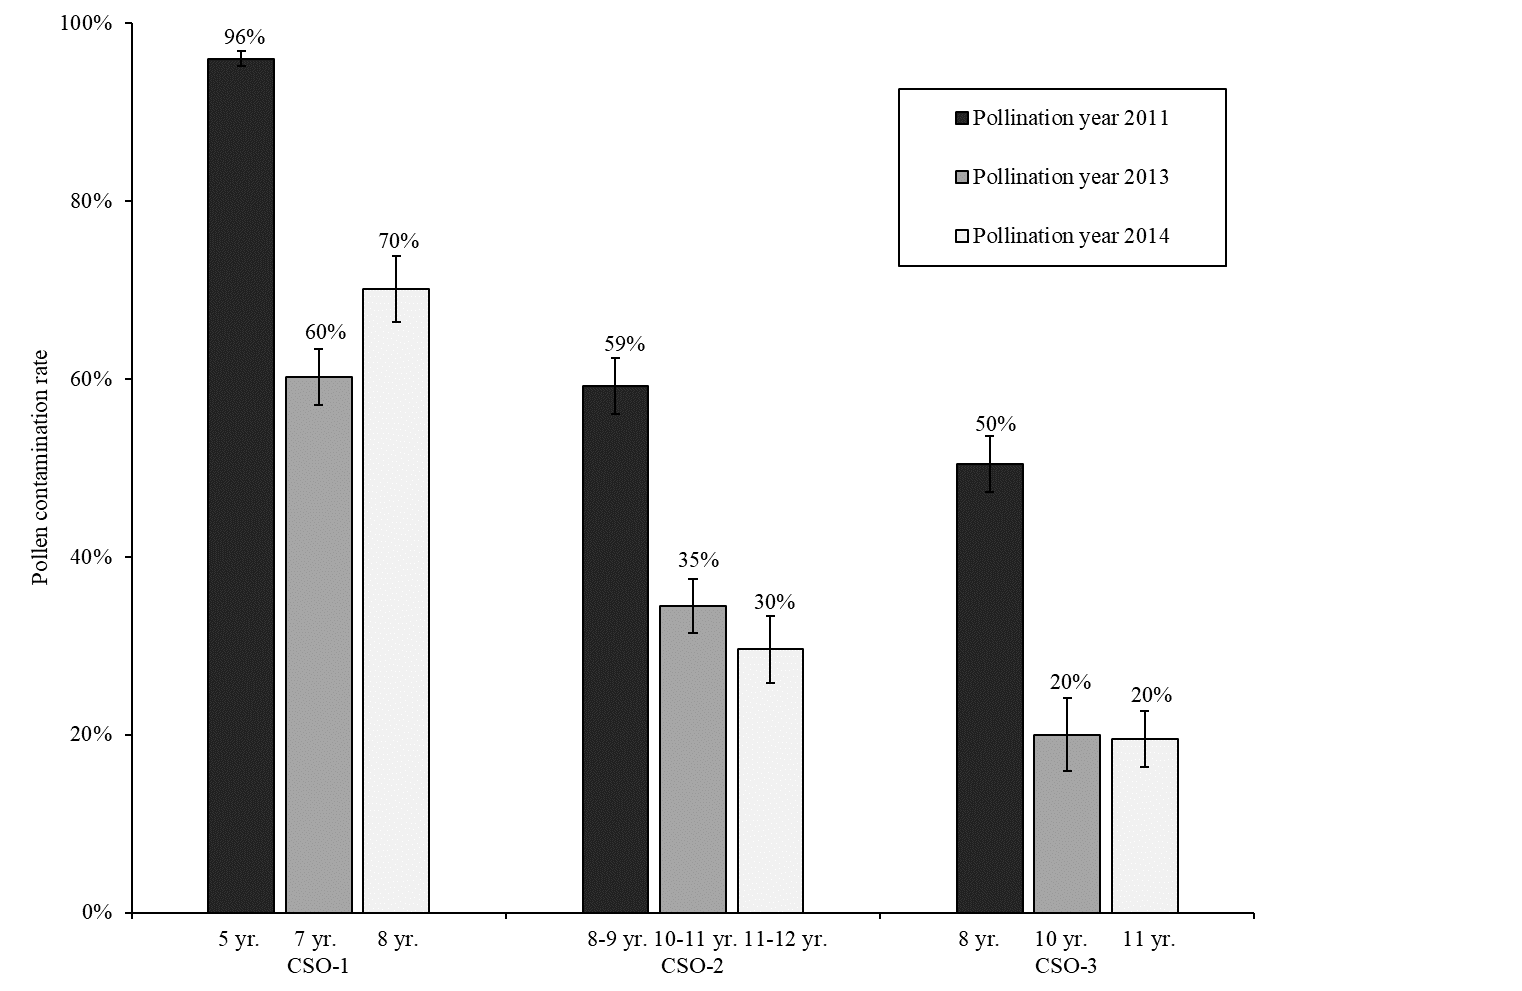 100%
80%
60%
40%
20%
0%
Pollen contamination rate
96%
60%
70%
59%
35%
30%
50%
20%
20%
Pollination year 2011
Pollination year 2013
Pollination year 2014
5 yr. 7 yr. 8 yr. 8-9 yr. 10-11 yr. 11-12 yr. 8 yr. 10 yr. 11 yr.
CSO-1 CSO-2 CSO-3